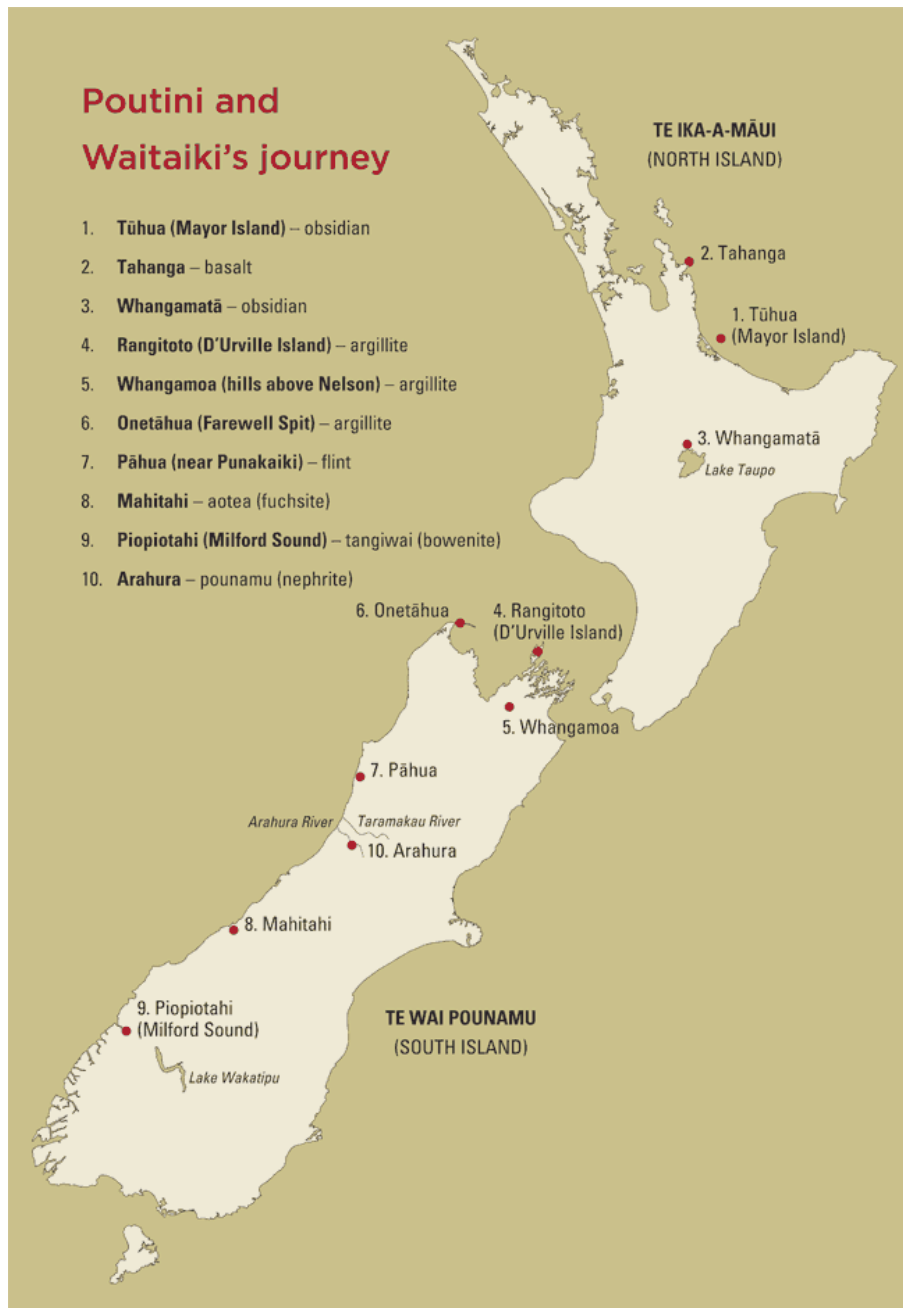 Poutini and
Waitaiki's journey
1. Tūhua (Mayor Island) – obsidian
2. Tahanga – basalt
3. Whangamatā – obsidian
4. Rangitoto (D'Urville Island) – argillite
5. Whangamoa (hills above Nelson) – argillite
6. Onetāhua (Farewell Spit) – argillite
7. Pāhua (near Punakaiki) – flint
8. Mahitahi – aotea (fuchsite)
9. Piopiotahi (Milford Sound) – tangiwai (bowenite)
10. Arahura – pounamu (nephrite)
TE IKA-A-MĀUI
(NORTH ISLAND)
2. Tahanga
1. Tūhua
(Mayor Island)
3. Whangamatā
Lake Taupo
6. Onetāhua
4. Rangitoto
(D'Urville Island)
5. Whangamoa
7. Pāhua
Arahura River
Taramakau River
10. Arahura
8. Mahitahi
9. Piopiotahi
(Milford Sound)
Lake Wakatipu
TE WAI POUNAMU
(SOUTH ISLAND)